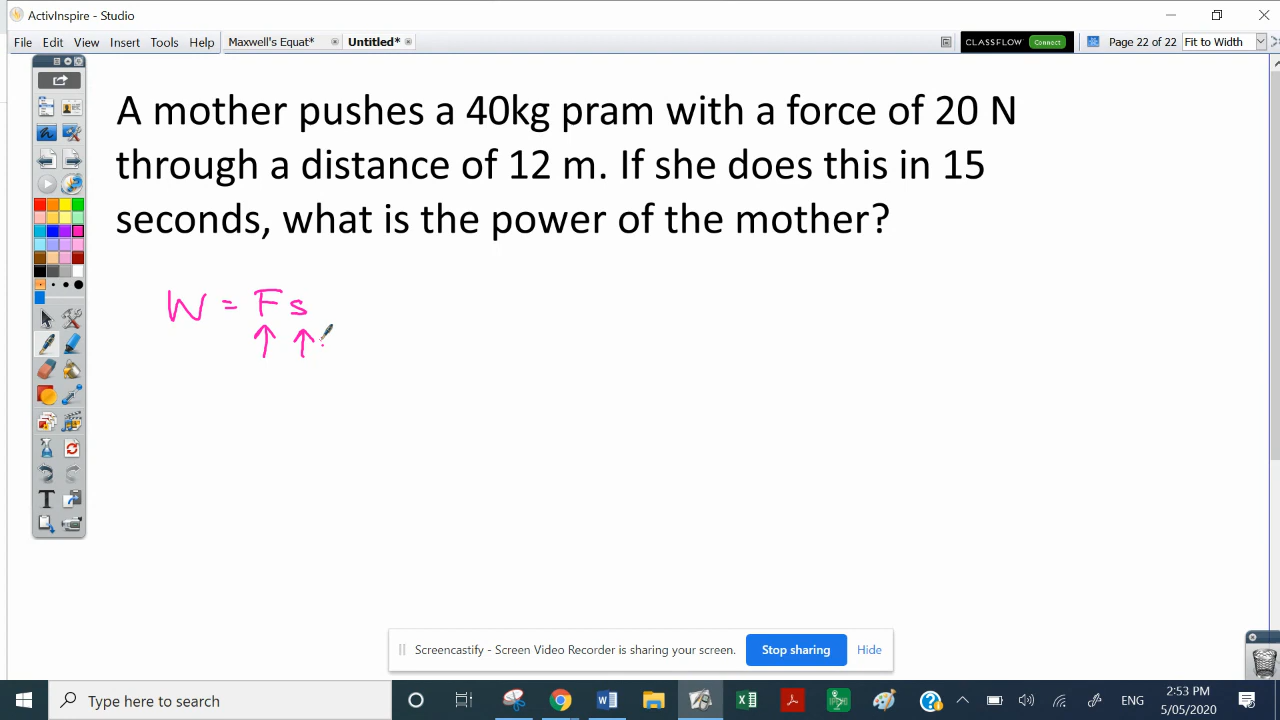 ActivInspire - Studio
File Edit View Insert Tools Help
Maxwell's Equat* Untitled*
CLASSFLOW Connect
Page 22 of 22 Fit to Width
A mother pushes a 40kg pram with a force of 20 N
through a distance of 12 m. If she does this in 15
seconds, what is the power of the mother?
W = Fs
Screencastify - Screen Video Recorder is sharing your screen. Stop sharing Hide
Type here to search
ENG
2:53 PM
5/05/2020